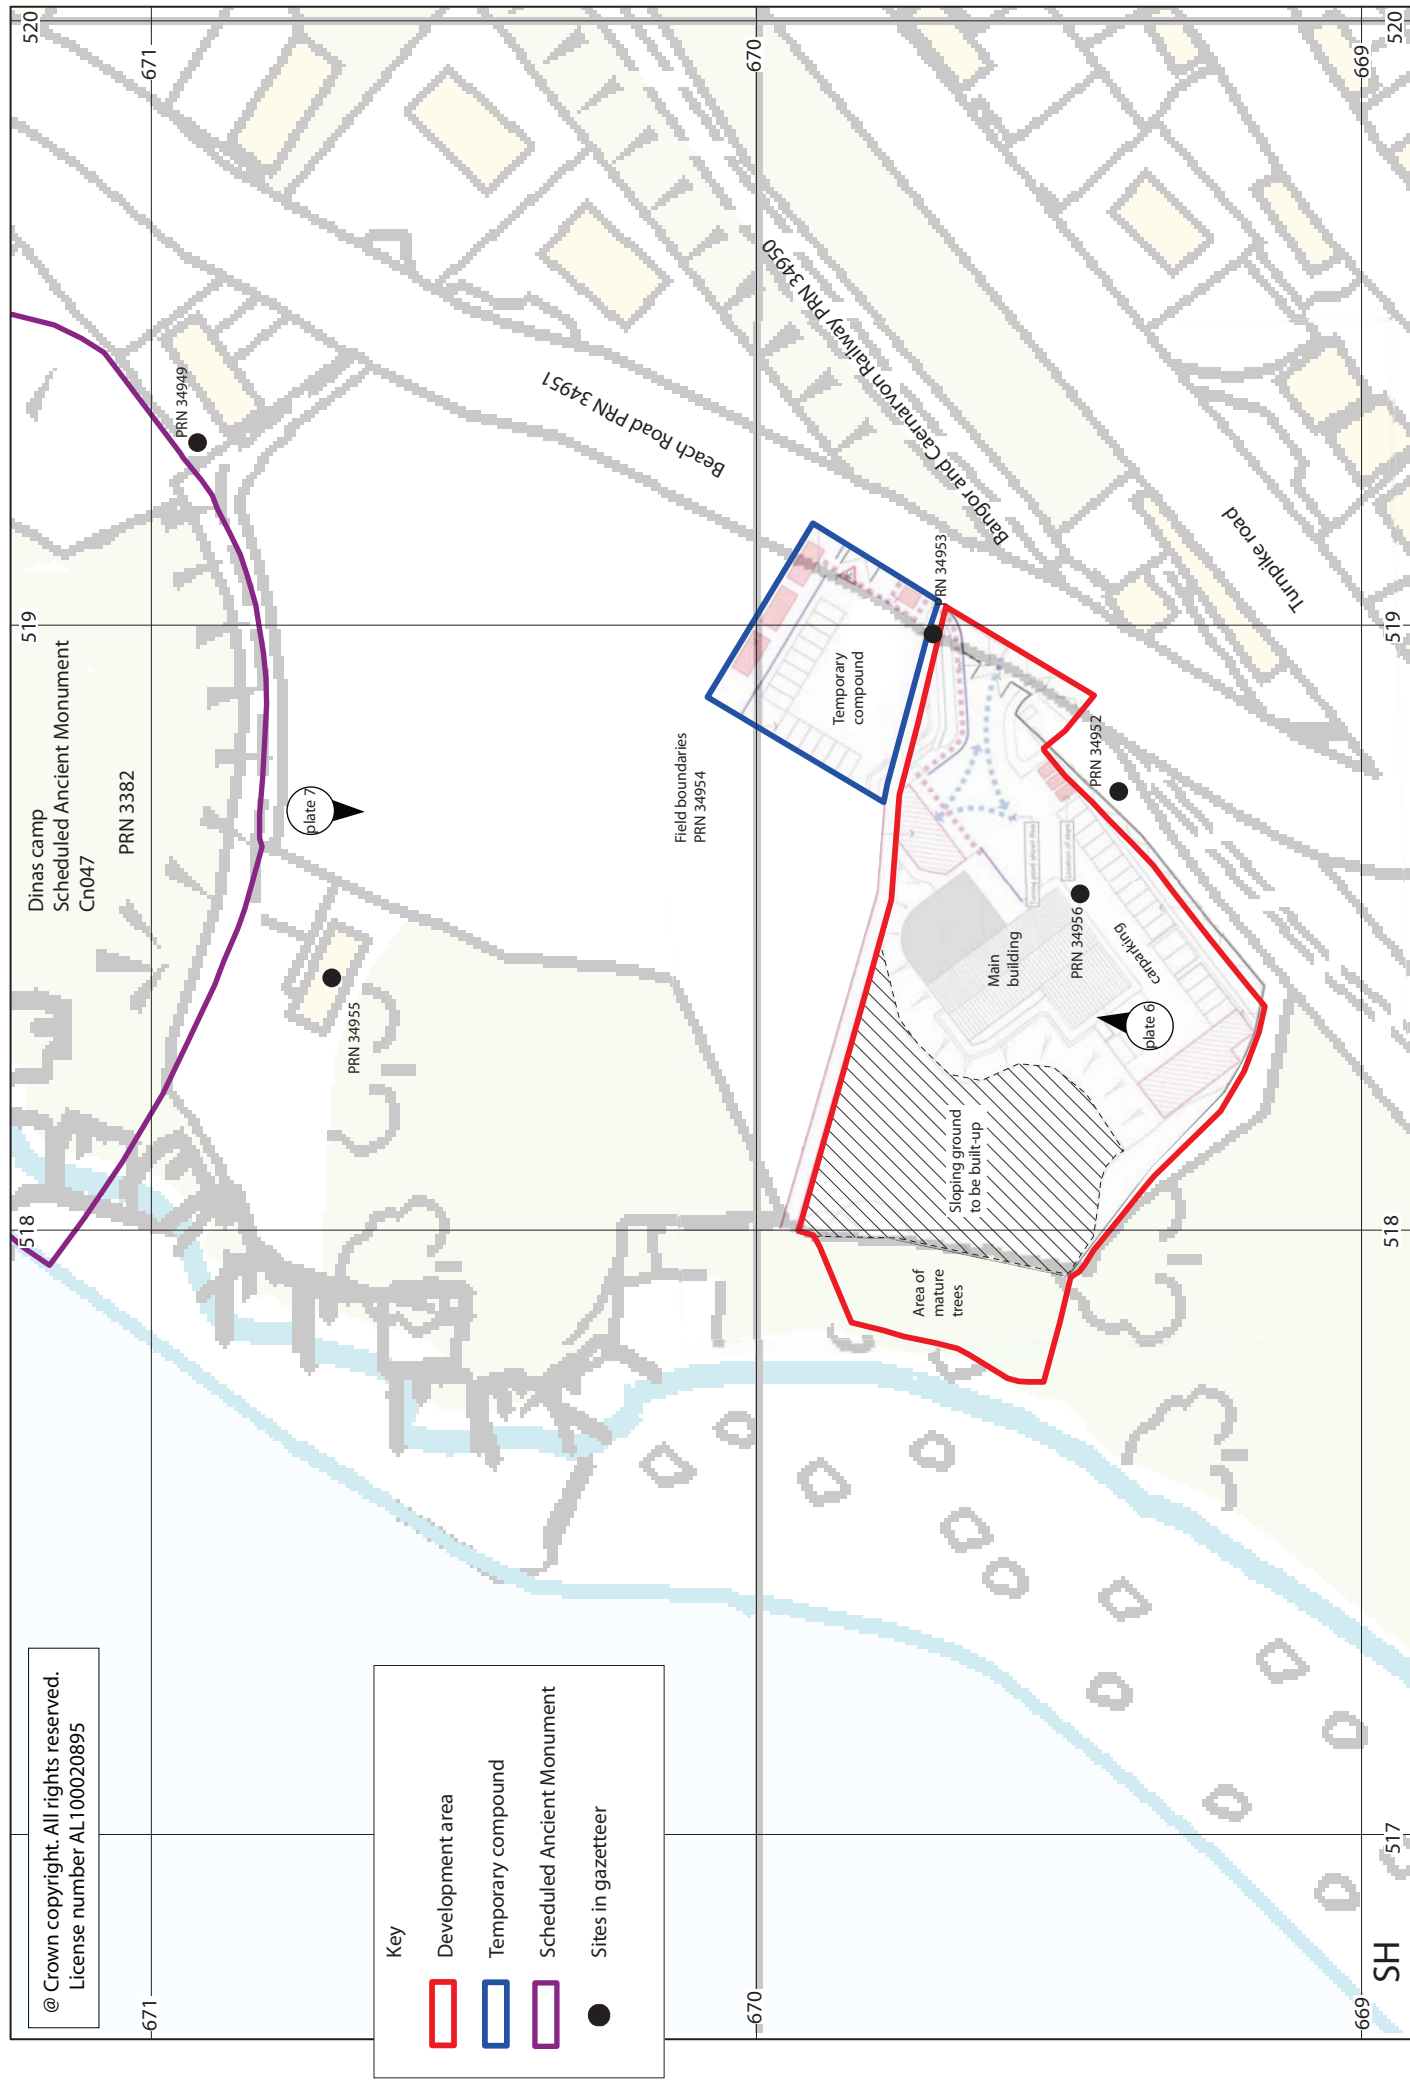 @ Crown copyright. All rights reserved.
License number AL100020895
Key
Development area
Temporary compound
Scheduled Ancient Monument
Sites in gazetteer
SH
517
518
518
519
519
520
520
671
671
670
670
669
669
Dinas camp
Scheduled Ancient Monument
Cn047
PRN 3382
plate 7
PRN 34949
PRN 34955
Beach Road PRN 34951
Bangor and Caernarvon Railway PRN 34950
Turnpike road
Field boundaries
PRN 34954
Temporary
compound
PRN 34953
PRN 34952
PRN 34956
Main
building
carparking
plate 6
Sloping ground
to be built-up
Area of
mature
trees